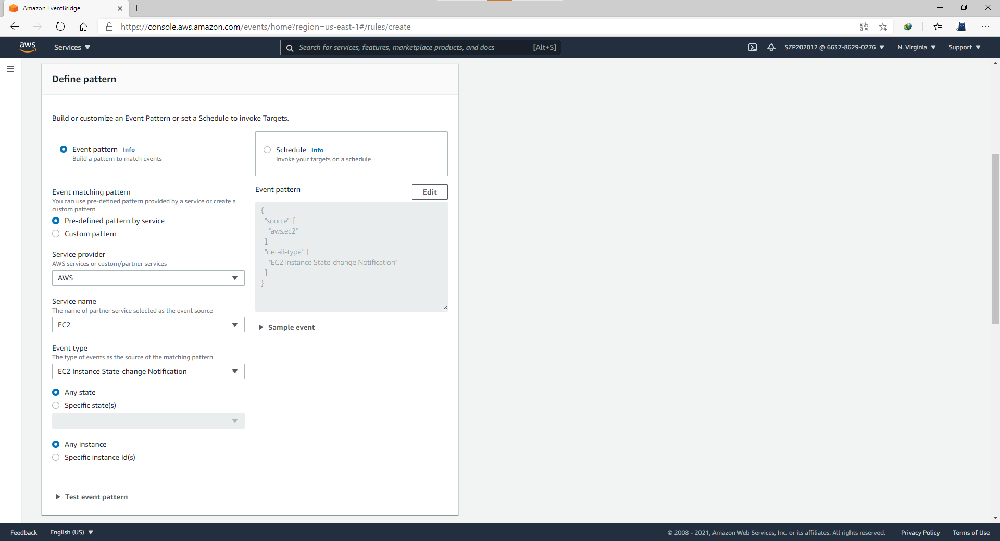 Amazon EventBridge
https://console.aws.amazon.com/events/home?region=us-east-1#/rules/create
aws
Services
Search for services, features, marketplace products, and docs [Alt+S]
SZP202012 @ 6637-8629-0276
N. Virginia
Support
Define pattern
Build or customize an Event Pattern or set a Schedule to invoke Targets.
Event pattern Info
Build a pattern to match events
Schedule Info
Invoke your targets on a schedule
Event matching pattern
You can use pre-defined pattern provided by a service or create a
custom pattern
Pre-defined pattern by service
Custom pattern
Service provider
AWS services or custom/partner services
AWS
Service name
The name of partner service selected as the event source
EC2
Event type
The type of events as the source of the matching pattern
EC2 Instance State-change Notification
Any state
Specific state(s)
Any instance
Specific instance Id(s)
Event pattern
Edit
{
"source": [
"aws.ec2"
],
"detail-type": [
"EC2 Instance State-change Notification"
]
}
Sample event
Test event pattern
Feedback
English (US)
© 2008 - 2021, Amazon Web Services, Inc. or its affiliates. All rights reserved.
Privacy Policy
Terms of Use